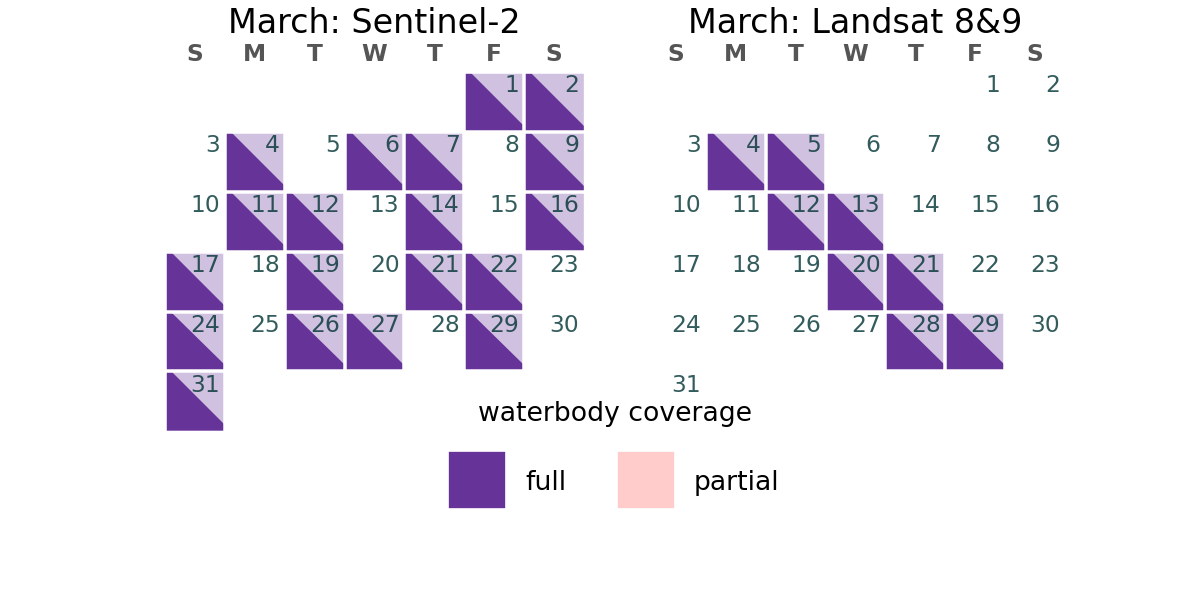 March: Sentinel-2
S M T W T F S
1 2
3 4 5 6 7 8 9
10 11 12 13 14 15 16
17 18 19 20 21 22 23
24 25 26 27 28 29 30
31
March: Landsat 8&9
S M T W T F S
1 2
3 4 5 6 7 8 9
10 11 12 13 14 15 16
17 18 19 20 21 22 23
24 25 26 27 28 29 30
31
waterbody coverage
full partial